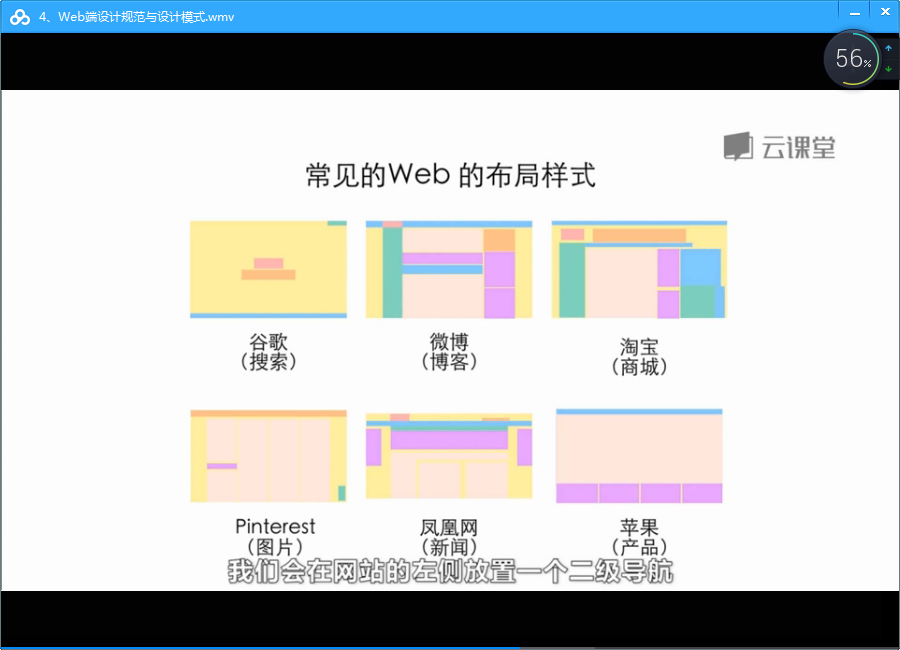 4、Web端设计规范与设计模式.wmv
56%
云课堂
常见的Web 的布局样式
谷歌
（搜索）
微博
（博客）
淘宝
（商城）
Pinterest
（图片）
凤凰网
（新闻）
苹果
（产品）
我们会在网站的左侧放置一个二级导航